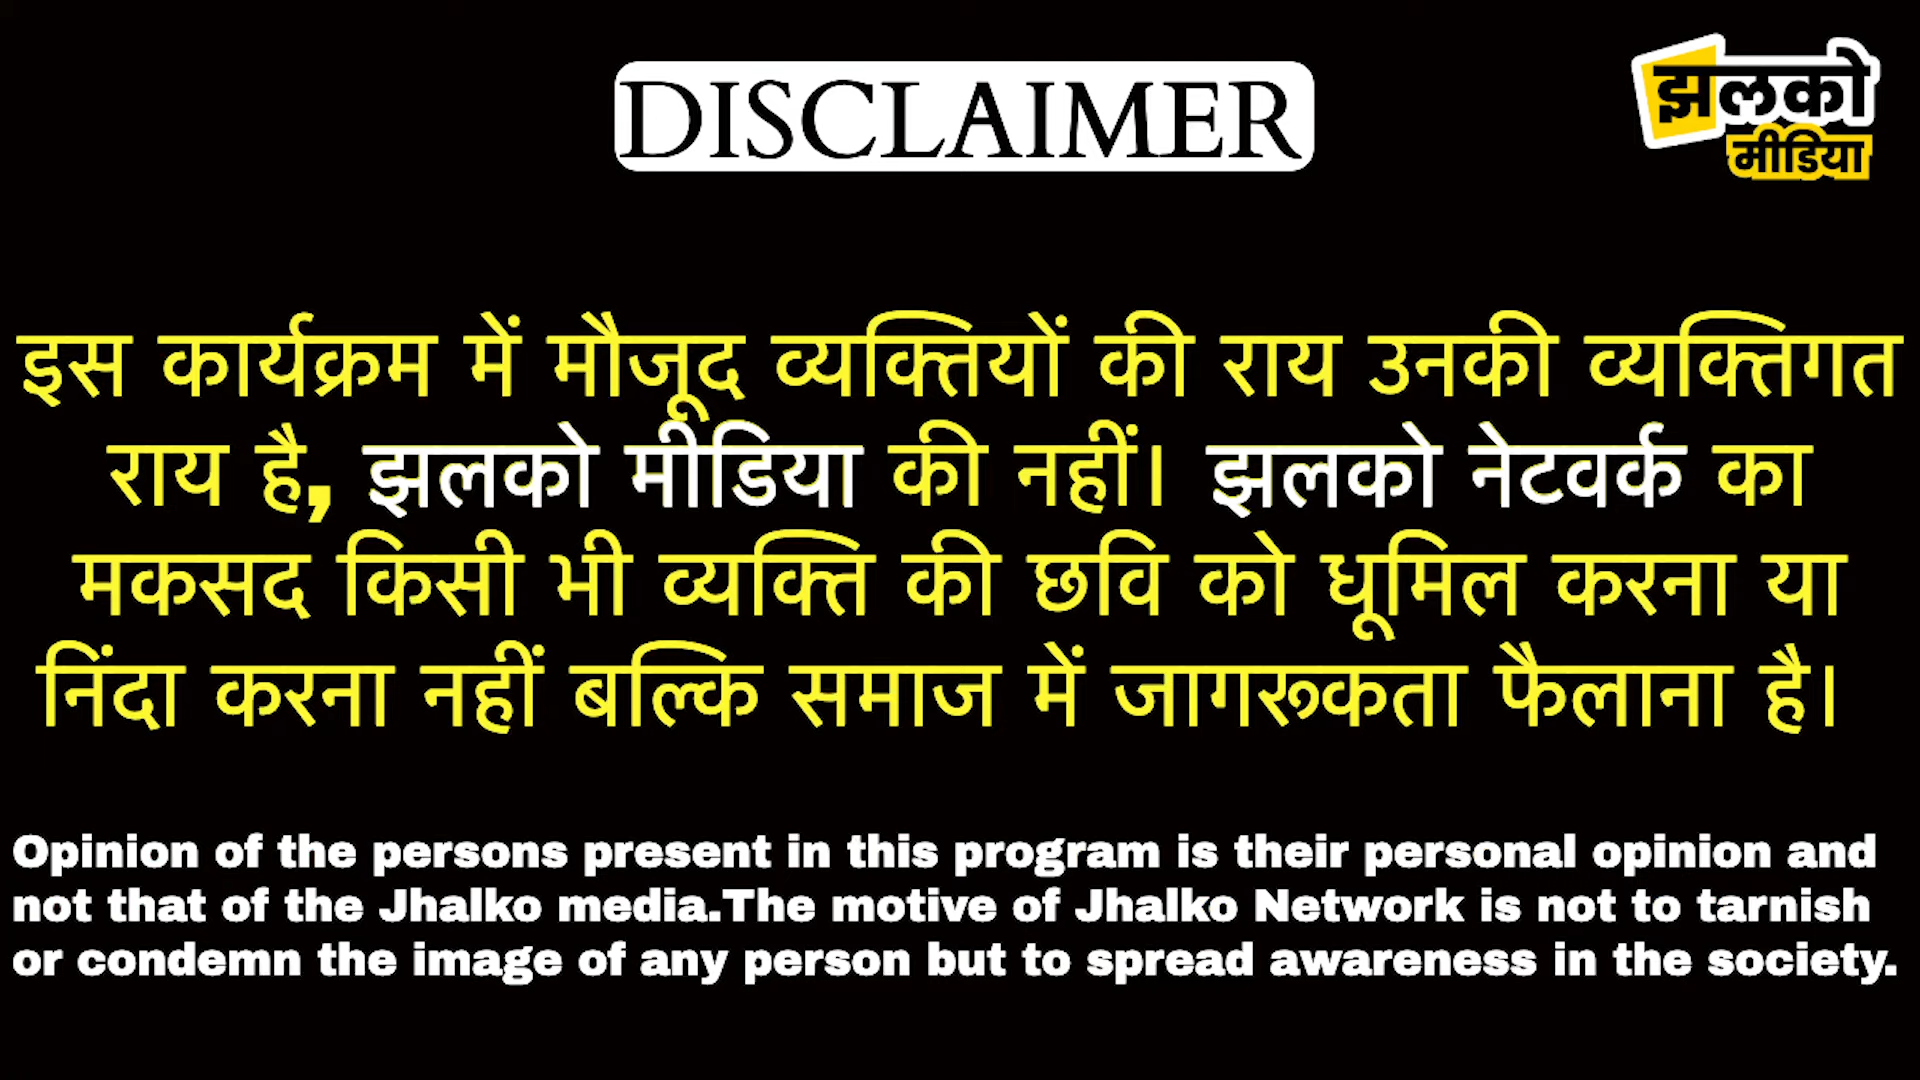 DISCLAIMER
झलको
मीडिया
इस कार्यक्रम में मौजूद व्यक्तियों की राय उनकी व्यक्तिगत
राय है, झलको मीडिया की नहीं। झलको नेटवर्क का
मकसद किसी भी व्यक्ति की छवि को धूमिल करना या
निंदा करना नहीं बल्कि समाज में जागरूकता फैलाना है।
Opinion of the persons present in this program is their personal opinion and
not that of the Jhalko media.The motive of Jhalko Network is not to tarnish
or condemn the image of any person but to spread awareness in the society.